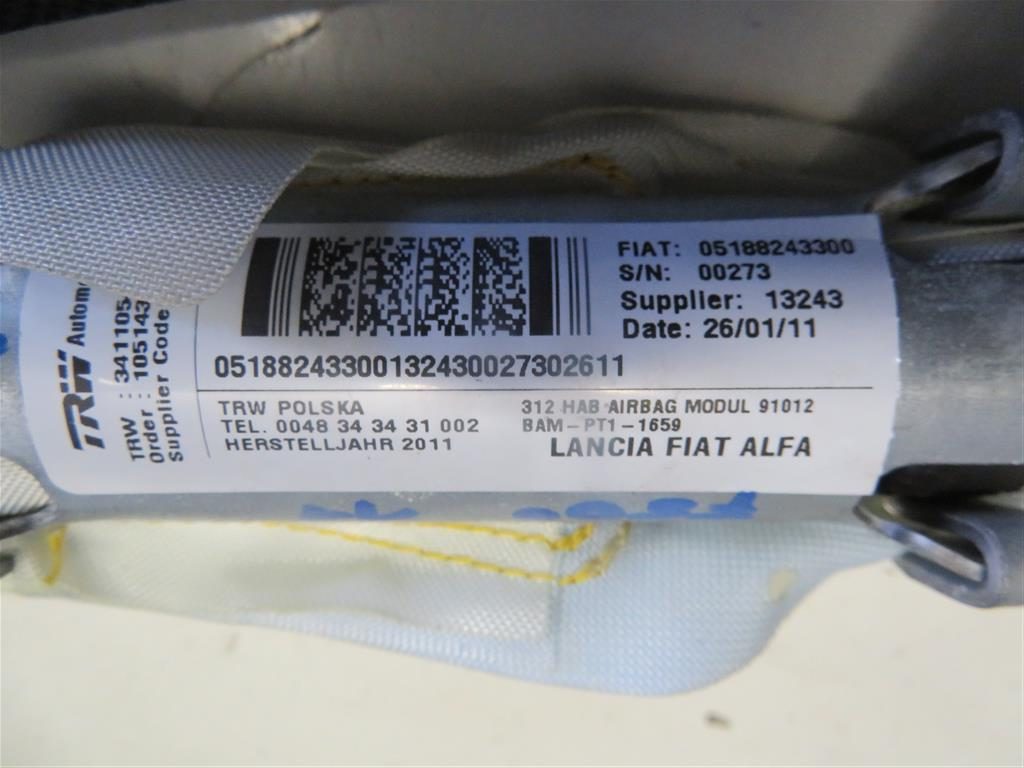 FIAT: 05188243300
S/N: 00273
Supplier: 13243
Date: 26/01/11
05188243300132430027302611
TRW Automo
TRW : 341105
Order : 105143
Supplier Code
TRW POLSKA
TEL. 0048 34 34 31 002
HERSTELLJAHR 2011
312 HAB AIRBAG MODUL 91012
BAM-PT1-1659
LANCIA FIAT ALFA